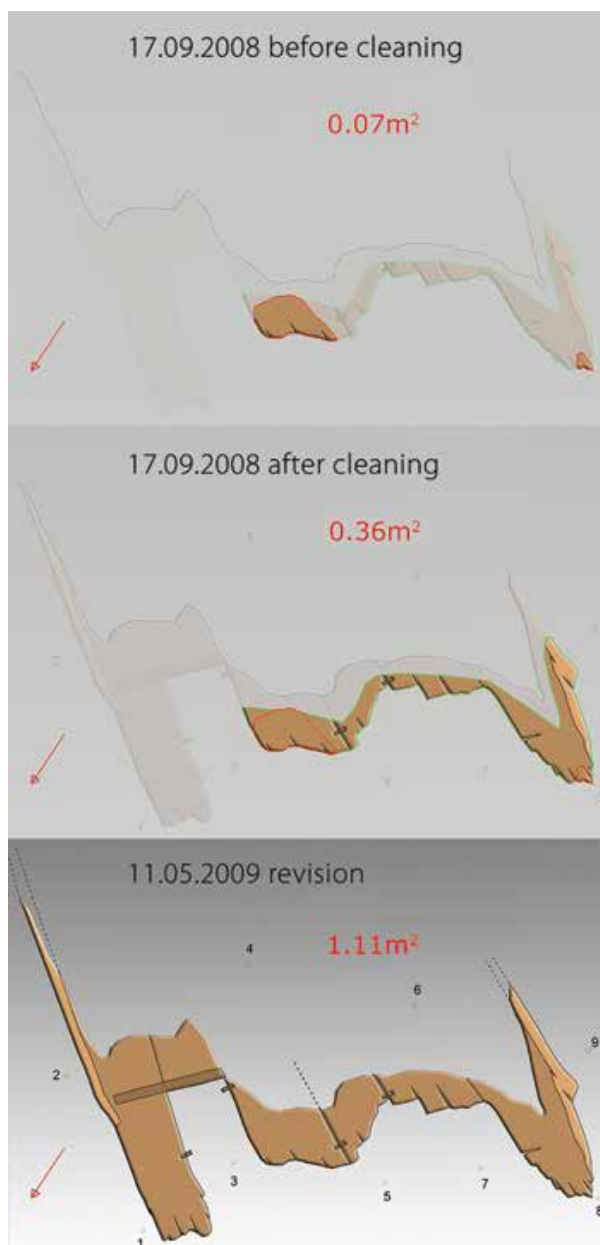 17.09.2008 before cleaning
0.07m²
17.09.2008 after cleaning
0.36m²
11.05.2009 revision
1.11m²
4
6
9
2
3
5
7
8
1